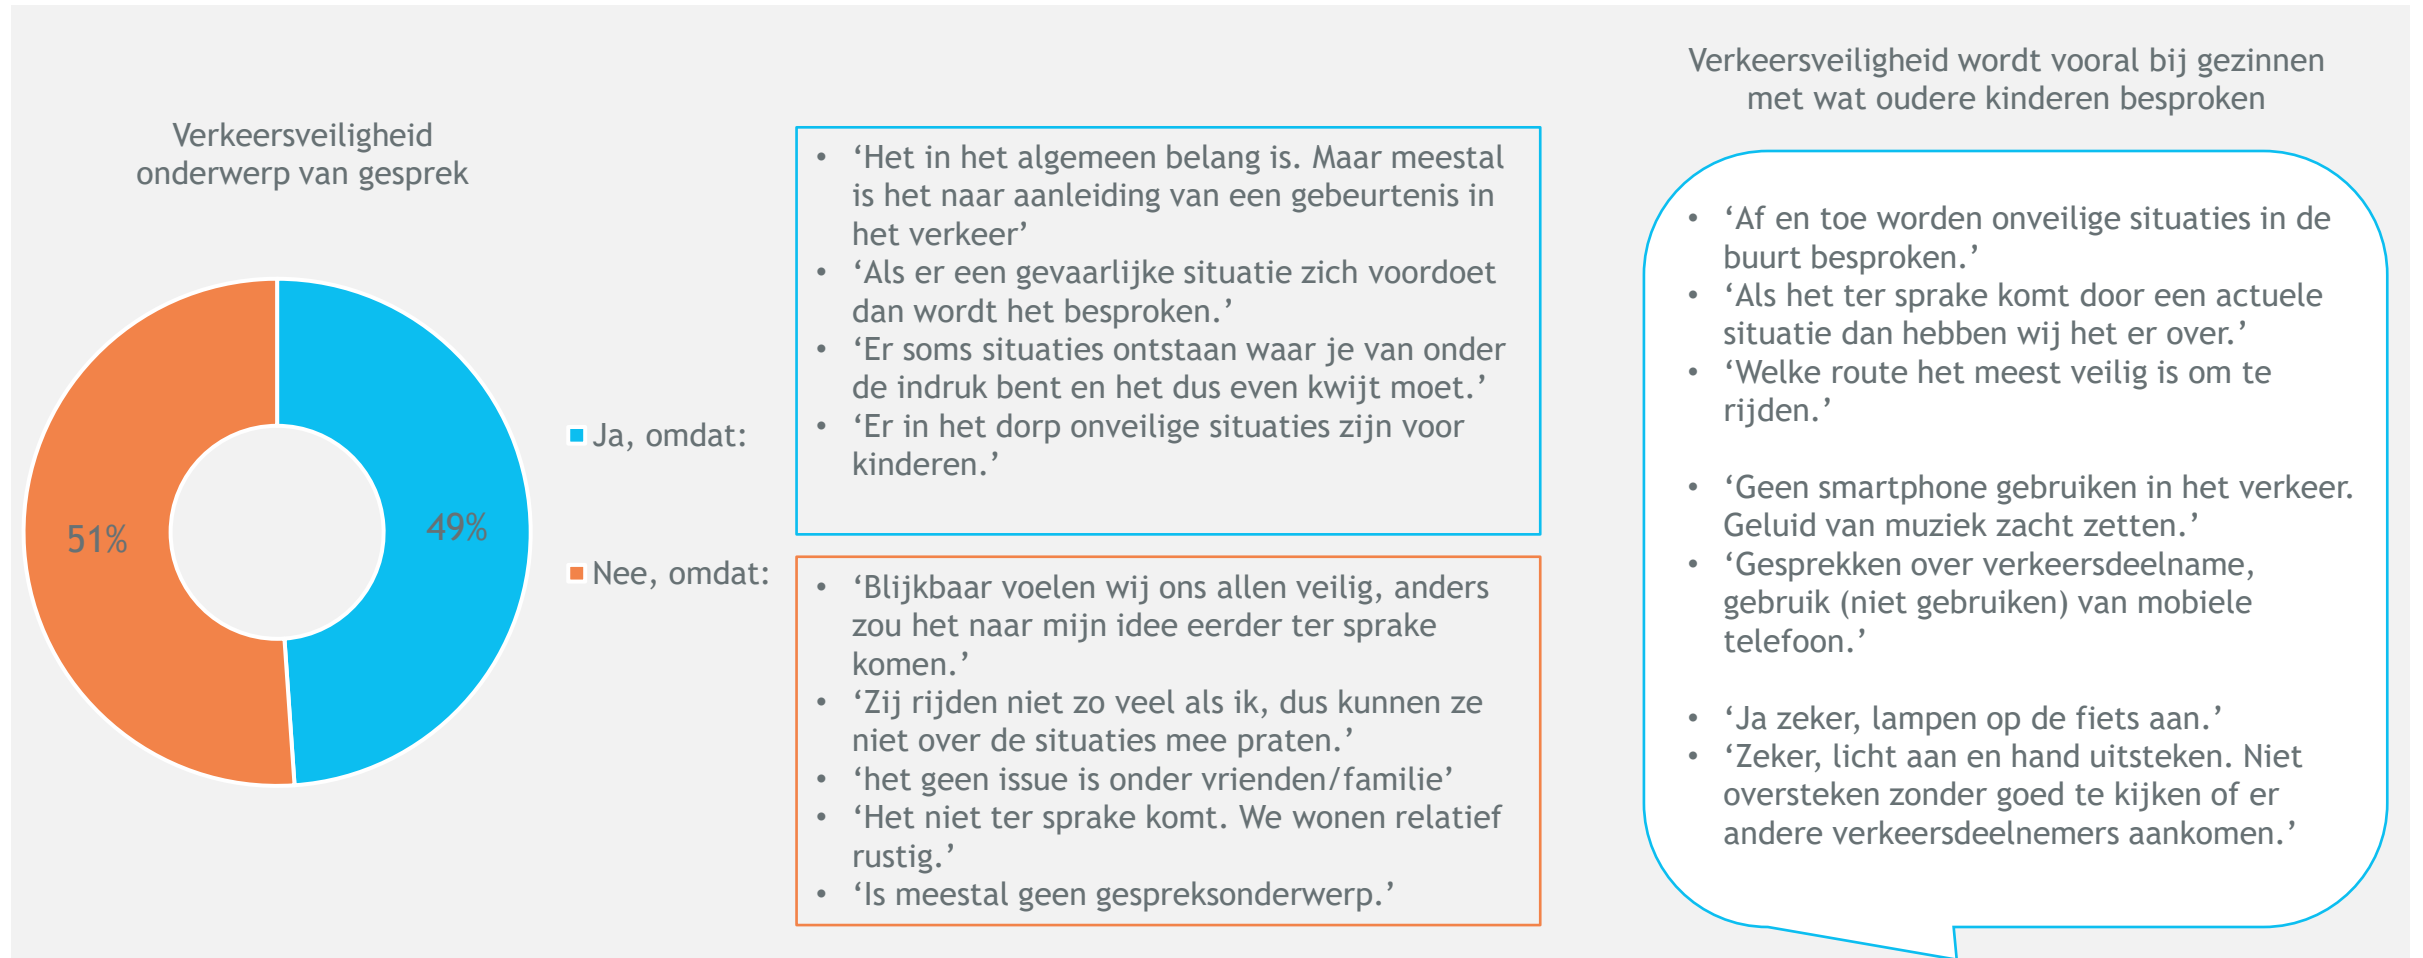 Verkeersveiligheid
onderwerp van gesprek
51%
49%
Ja, omdat:
Nee, omdat:
• ‘Het in het algemeen belang is. Maar meestal
is het naar aanleiding van een gebeurtenis in
het verkeer’
• ‘Als er een gevaarlijke situatie zich voordoet
dan wordt het besproken.’
• ‘Er soms situaties ontstaan waar je van onder
de indruk bent en het dus even kwijt moet.’
• ‘Er in het dorp onveilige situaties zijn voor
kinderen.’
• ‘Blijkbaar voelen wij ons allen veilig, anders
zou het naar mijn idee eerder ter sprake
komen.’
• ‘Zij rijden niet zo veel als ik, dus kunnen ze
niet over de situaties mee praten.’
• ‘het geen issue is onder vrienden/familie’
• ‘Het niet ter sprake komt. We wonen relatief
rustig.’
• ‘Is meestal geen gespreksonderwerp.’
Verkeersveiligheid wordt vooral bij gezinnen
met wat oudere kinderen besproken
• ‘Af en toe worden onveilige situaties in de
buurt besproken.’
• ‘Als het ter sprake komt door een actuele
situatie dan hebben wij het er over.’
• ‘Welke route het meest veilig is om te
rijden.’
• ‘Geen smartphone gebruiken in het verkeer.
Geluid van muziek zacht zetten.’
• ‘Gesprekken over verkeersdeelname,
gebruik (niet gebruiken) van mobiele
telefoon.’
• ‘Ja zeker, lampen op de fiets aan.’
• ‘Zeker, licht aan en hand uitsteken. Niet
oversteken zonder goed te kijken of er
andere verkeersdeelnemers aankomen.’